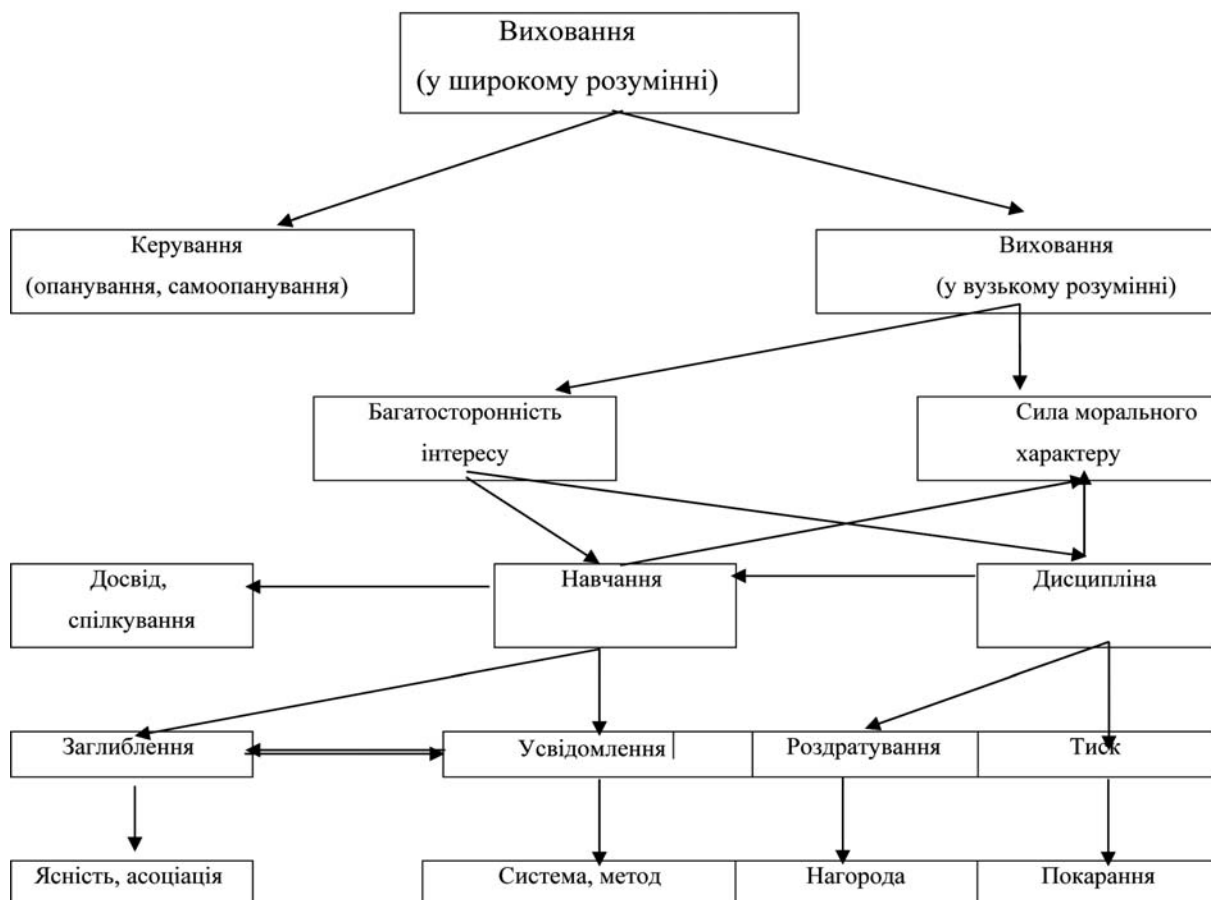 Виховання
(у широкому розумінні)
Керування
(опанування, самоопанування)
Виховання
(у вузькому розумінні)
Багатосторонність
інтересу
Сила морального
характеру
Досвід,
спілкування
Навчання
Дисципліна
Заглиблення
Усвідомлення
Роздратування
Тиск
Ясність, асоціація
Система, метод
Нагорода
Покарання